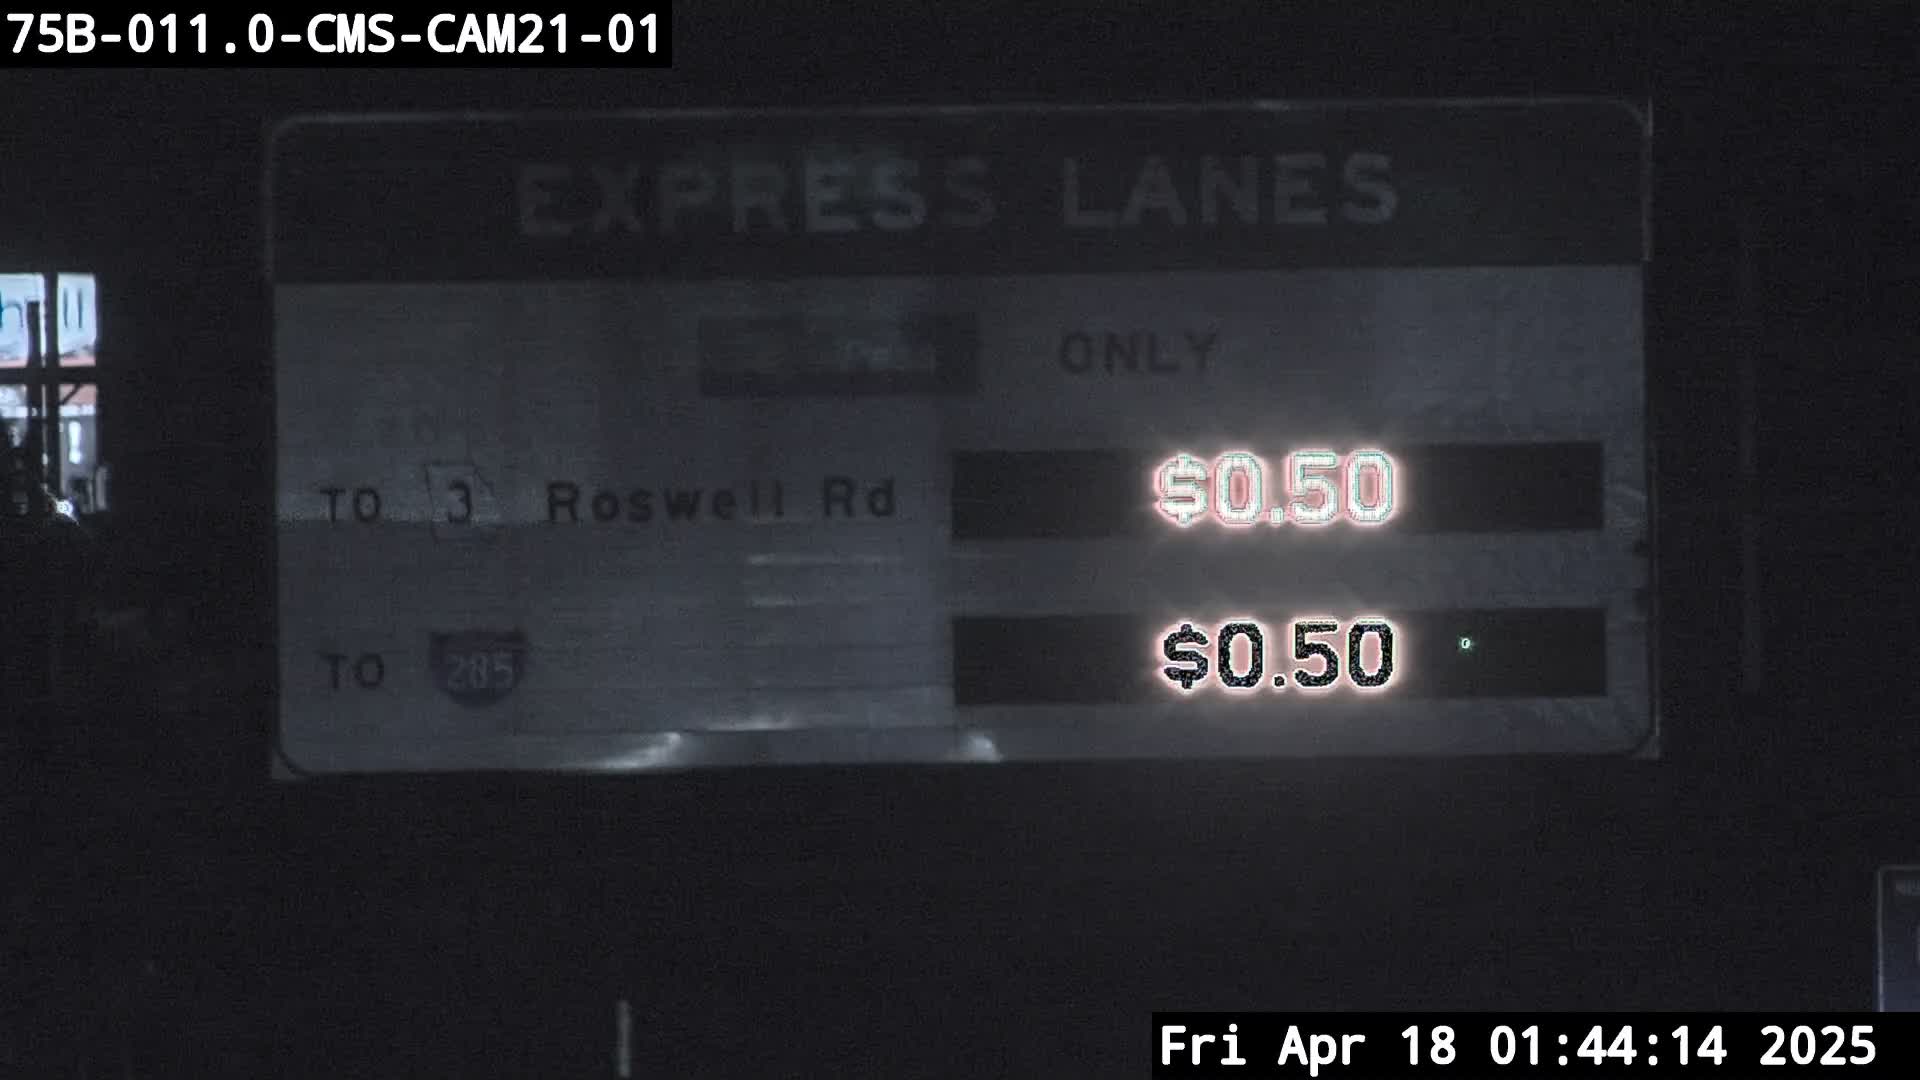 75B-011.0-CMS-CAM21-01
EXPRESS LANES
ONLY
TO 3 Roswell Rd $0.50
TO 285 $0.50
Fri Apr 18 01:44:14 2025